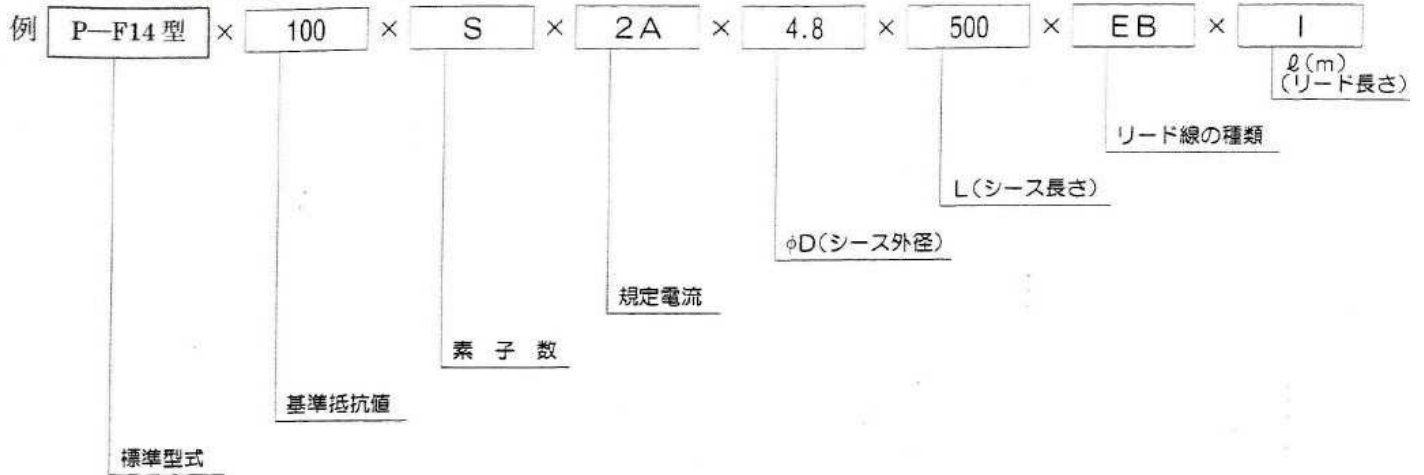 例 P—F14 型 × 100 × S × 2A × 4.8 × 500 × EB × 1
ℓ(m)
(リード長さ)
リード線の種類
L(シース長さ)
φD(シース外径)
規定電流
素 子 数
基準抵抗値
標準型式